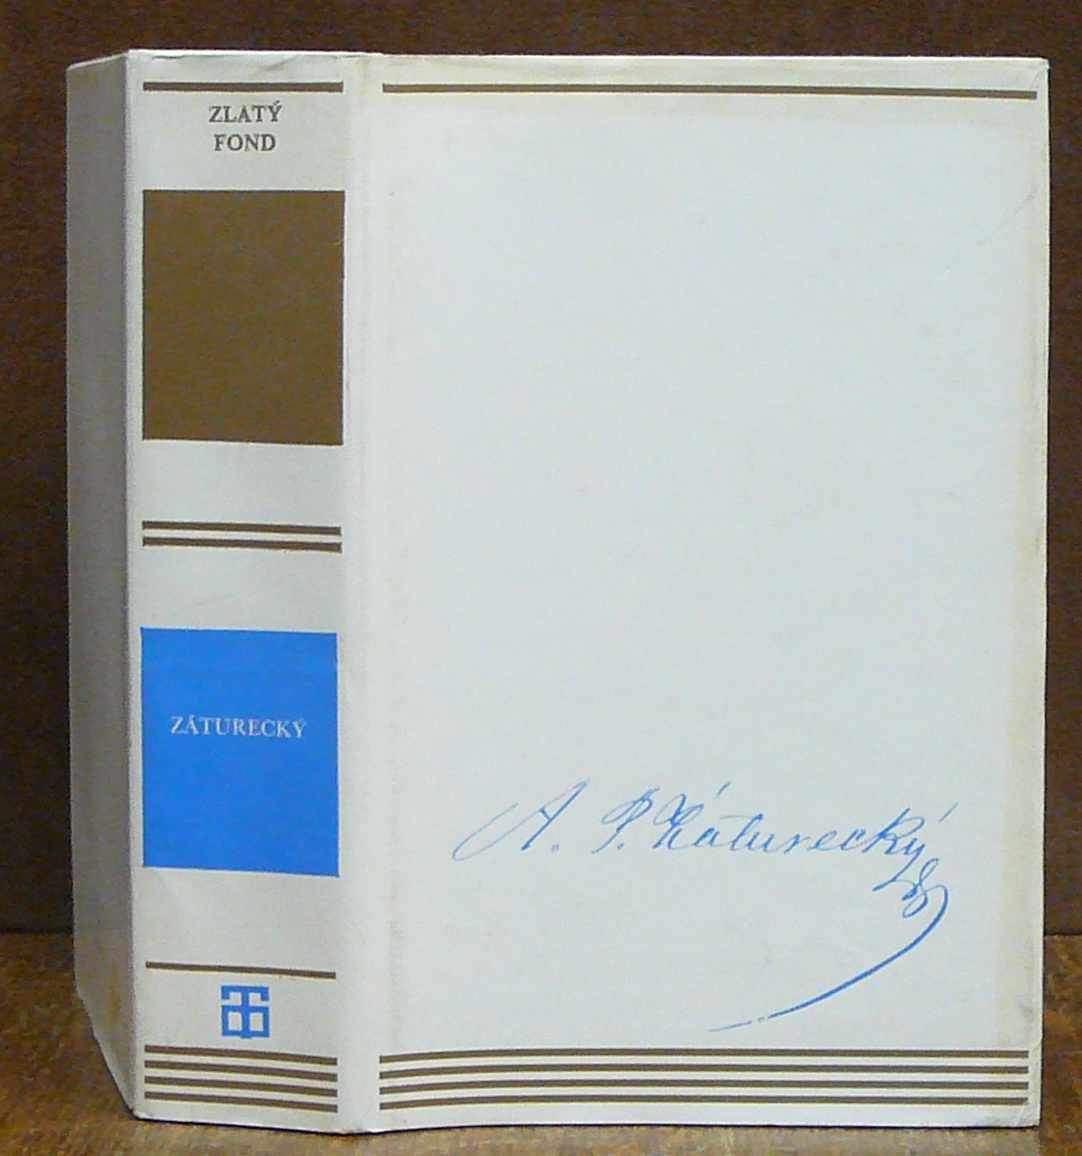 ZLATÝ
FOND
ZÁTURECKÝ
A. P. Záturecký